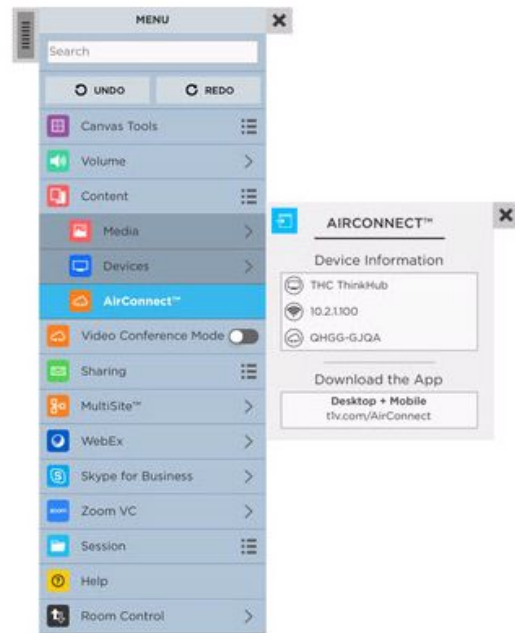 MENU
Search
UNDO
REDO
Canvas Tools
Volume
Content
Media
Devices
AirConnect™
Video Conference Mode
Sharing
MultiSite™
WebEx
Skype for Business
zoom
Zoom VC
Session
Help
Room Control
AIRCONNECT™
Device Information
THC ThinkHub
10.2.1.100
QHGG-GJQA
Download the App
Desktop + Mobile
tlv.com/AirConnect